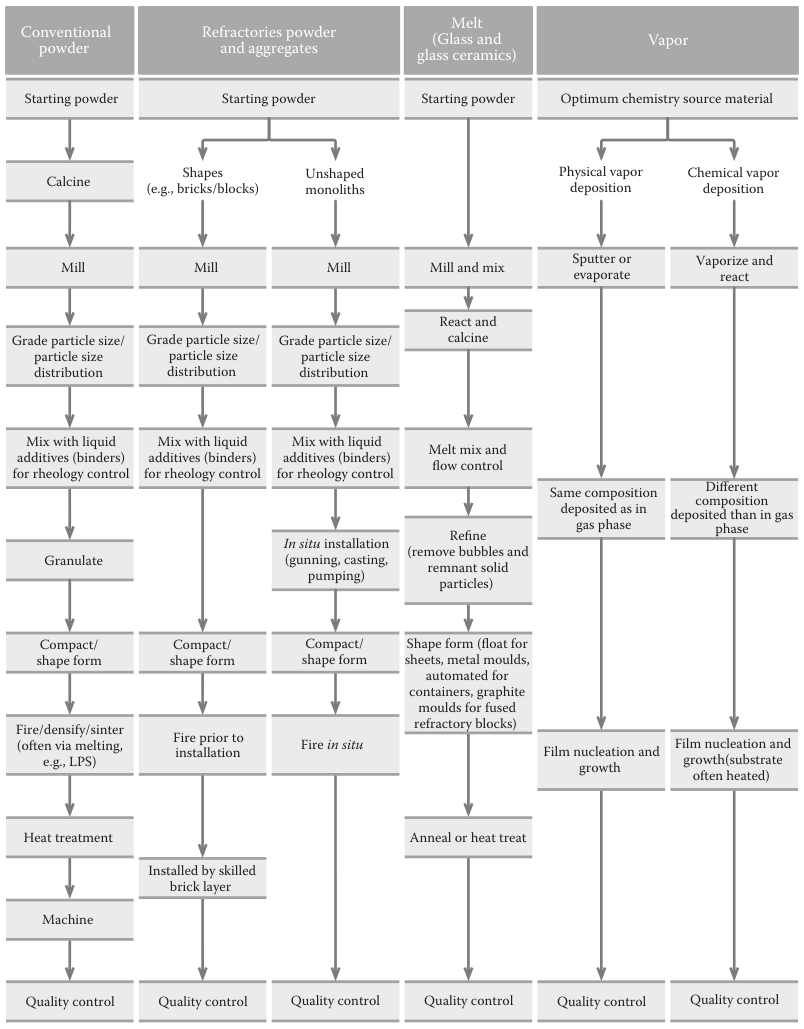 Conventional
powder
Refractories powder
and aggregates
Melt
(Glass and
glass ceramics)
Vapor
Starting powder
Starting powder
Starting powder
Optimum chemistry source material
Calcine
Shapes
(e.g., bricks/blocks)
Unshaped
monoliths
Physical vapor
deposition
Chemical vapor
deposition
Mill
Mill
Mill
Mill and mix
Sputter or
evaporate
Vaporize and
react
React and
calcine
Grade particle size/
particle size
distribution
Grade particle size/
particle size
distribution
Grade particle size/
particle size
distribution
Mix with liquid
additives (binders)
for rheology control
Mix with liquid
additives (binders)
for rheology control
Mix with liquid
additives (binders)
for rheology control
Melt mix and
flow control
Same composition
deposited as in
gas phase
Different
composition
deposited than in gas
phase
Granulate
In situ installation
(gunning, casting,
pumping)
Refine
(remove bubbles and
remnant solid
particles)
Compact/
shape form
Compact/
shape form
Compact/
shape form
Shape form (float for
sheets, metal moulds,
automated for
containers, graphite
moulds for fused
refractory blocks)
Fire/densify/sinter
(often via melting,
e.g., LPS)
Fire prior to
installation
Fire in situ
Film nucleation and
growth
Film nucleation and
growth(substrate
often heated)
Heat treatment
Anneal or heat treat
Installed by skilled
brick layer
Machine
Quality control
Quality control
Quality control
Quality control
Quality control
Quality control